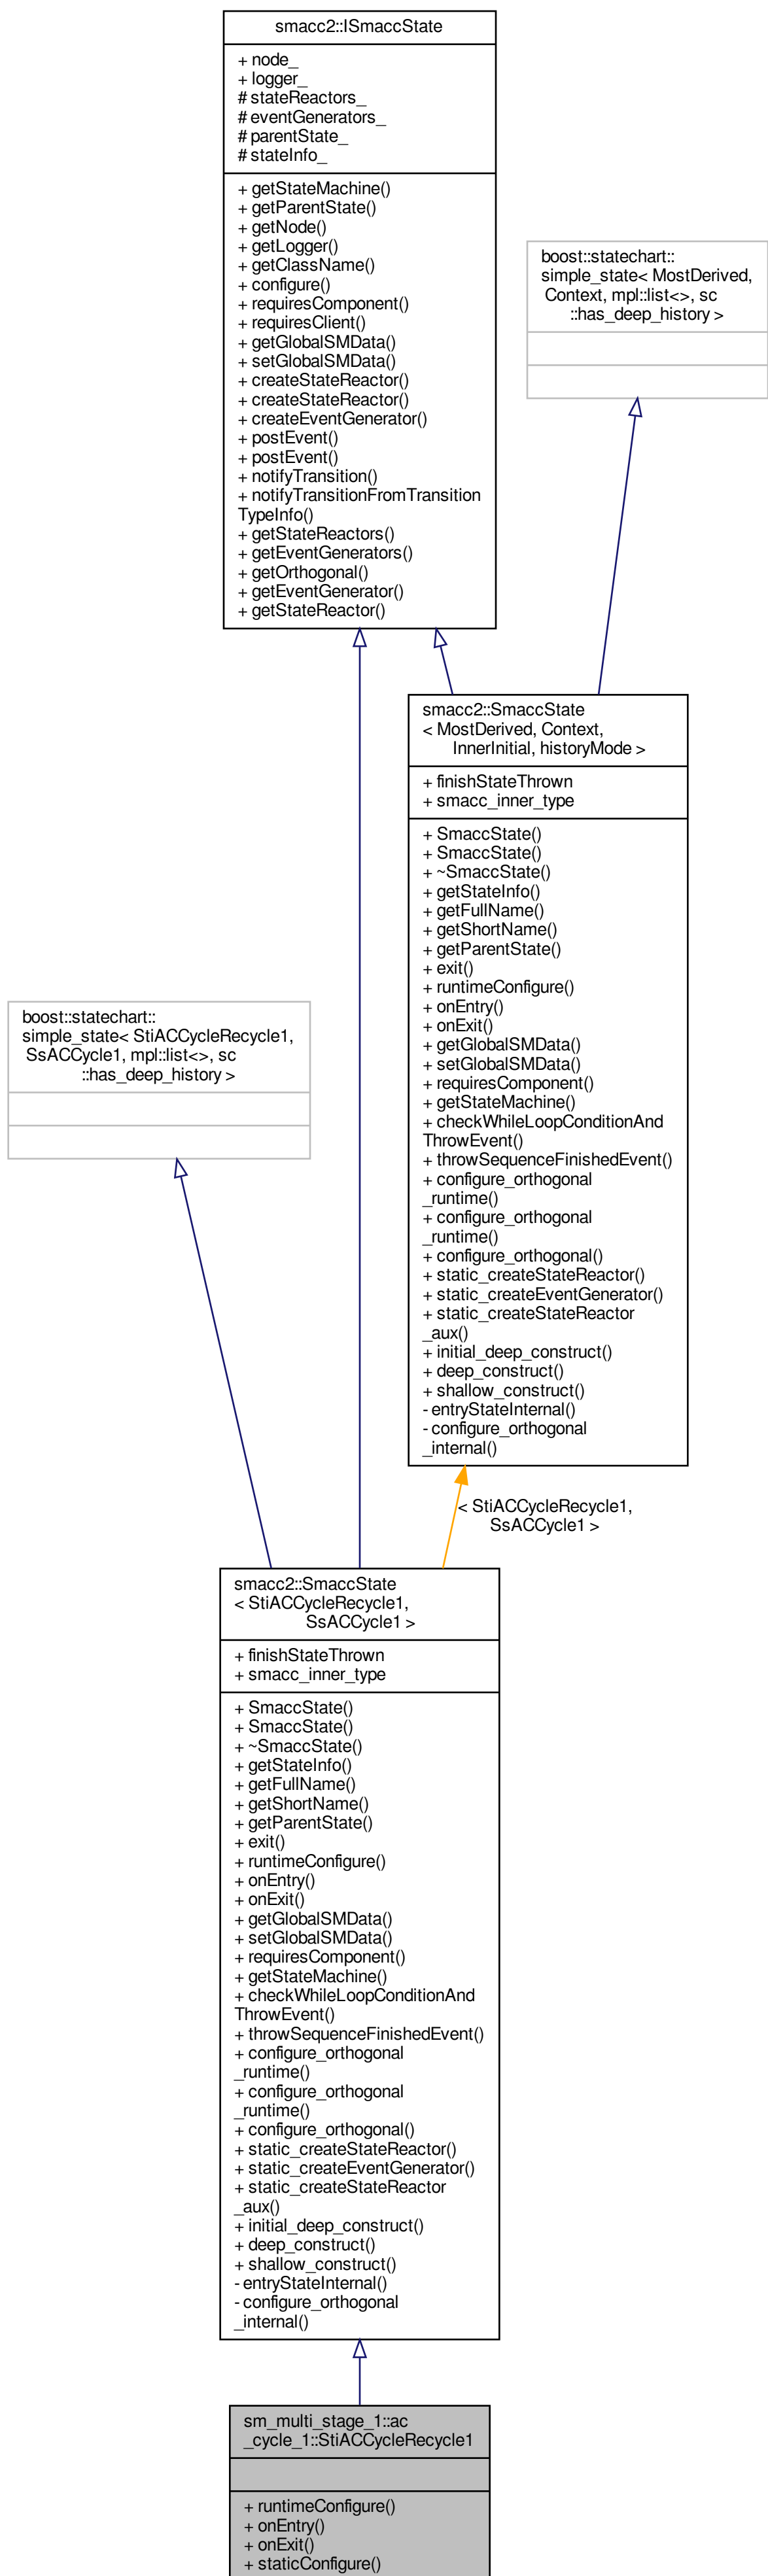 smacc2::ISmaccState
+ node_
+ logger_
# stateReactors_
# eventGenerators_
# parentState_
# stateInfo_
+ getStateMachine()
+ getParentState()
+ getNode()
+ getLogger()
+ getClassName()
+ configure()
+ requiresComponent()
+ requiresClient()
+ getGlobalSMData()
+ setGlobalSMData()
+ createStateReactor()
+ createStateReactor()
+ createEventGenerator()
+ postEvent()
+ postEvent()
+ notifyTransition()
+ notifyTransitionFromTransition
TypeInfo()
+ getStateReactors()
+ getEventGenerators()
+ getOrthogonal()
+ getEventGenerator()
+ getStateReactor()
boost::statechart::
simple_state< MostDerived,
Context, mpl::list<>, sc
::has_deep_history >
smacc2::SmaccState
< MostDerived, Context,
InnerInitial, historyMode >
+ finishStateThrown
+ smacc_inner_type
+ SmaccState()
+ SmaccState()
+ ~SmaccState()
+ getStateInfo()
+ getFullName()
+ getShortName()
+ getParentState()
+ exit()
+ runtimeConfigure()
+ onEntry()
+ onExit()
+ getGlobalSMData()
+ setGlobalSMData()
+ requiresComponent()
+ getStateMachine()
+ checkWhileLoopConditionAnd
ThrowEvent()
+ throwSequenceFinishedEvent()
+ configure_orthogonal
_runtime()
+ configure_orthogonal
_runtime()
+ configure_orthogonal()
+ static_createStateReactor()
+ static_createEventGenerator()
+ static_createStateReactor
_aux()
+ initial_deep_construct()
+ deep_construct()
+ shallow_construct()
- entryStateInternal()
- configure_orthogonal
_internal()
boost::statechart::
simple_state< StiACCycleRecycle1,
SsACCycle1, mpl::list<>, sc
::has_deep_history >
< StiACCycleRecycle1,
SsACCycle1 >
smacc2::SmaccState
< StiACCycleRecycle1,
SsACCycle1 >
+ finishStateThrown
+ smacc_inner_type
+ SmaccState()
+ SmaccState()
+ ~SmaccState()
+ getStateInfo()
+ getFullName()
+ getShortName()
+ getParentState()
+ exit()
+ runtimeConfigure()
+ onEntry()
+ onExit()
+ getGlobalSMData()
+ setGlobalSMData()
+ requiresComponent()
+ getStateMachine()
+ checkWhileLoopConditionAnd
ThrowEvent()
+ throwSequenceFinishedEvent()
+ configure_orthogonal
_runtime()
+ configure_orthogonal
_runtime()
+ configure_orthogonal()
+ static_createStateReactor()
+ static_createEventGenerator()
+ static_createStateReactor
_aux()
+ initial_deep_construct()
+ deep_construct()
+ shallow_construct()
- entryStateInternal()
- configure_orthogonal
_internal()
sm_multi_stage_1::ac
_cycle_1::StiACCycleRecycle1
+ runtimeConfigure()
+ onEntry()
+ onExit()
+ staticConfigure()